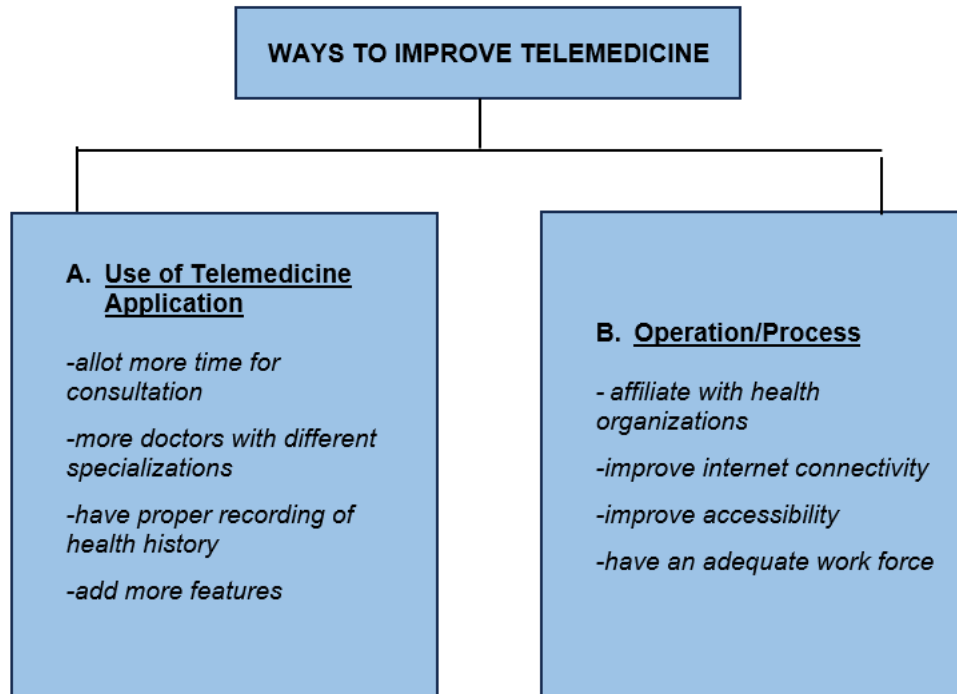 WAYS TO IMPROVE TELEMEDICINE
A. Use of Telemedicine
Application
-allot more time for
consultation
-more doctors with different
specializations
-have proper recording of
health history
-add more features
B. Operation/Process
- affiliate with health
organizations
-improve internet connectivity
-improve accessibility
-have an adequate work force